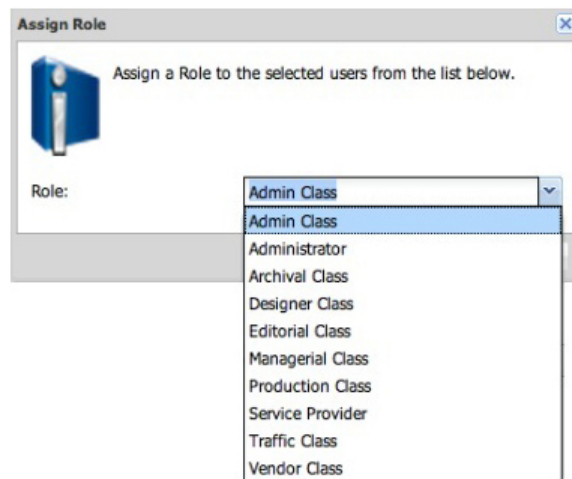 Assign Role
Assign a Role to the selected users from the list below.
Role:
Admin Class
Admin Class
Administrator
Archival Class
Designer Class
Editorial Class
Managerial Class
Production Class
Service Provider
Traffic Class
Vendor Class